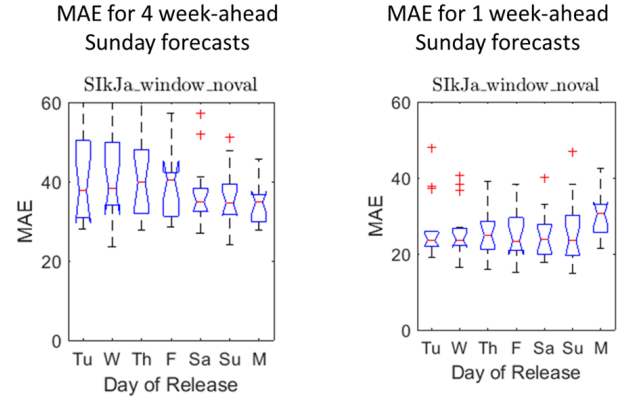 MAE for 4 week-ahead
Sunday forecasts
SIkJa_window_noval
60
40
20
0
MAE
Tu W Th F Sa Su M
Day of Release
MAE for 1 week-ahead
Sunday forecasts
SIkJa_window_noval
60
40
20
0
MAE
Tu W Th F Sa Su M
Day of Release